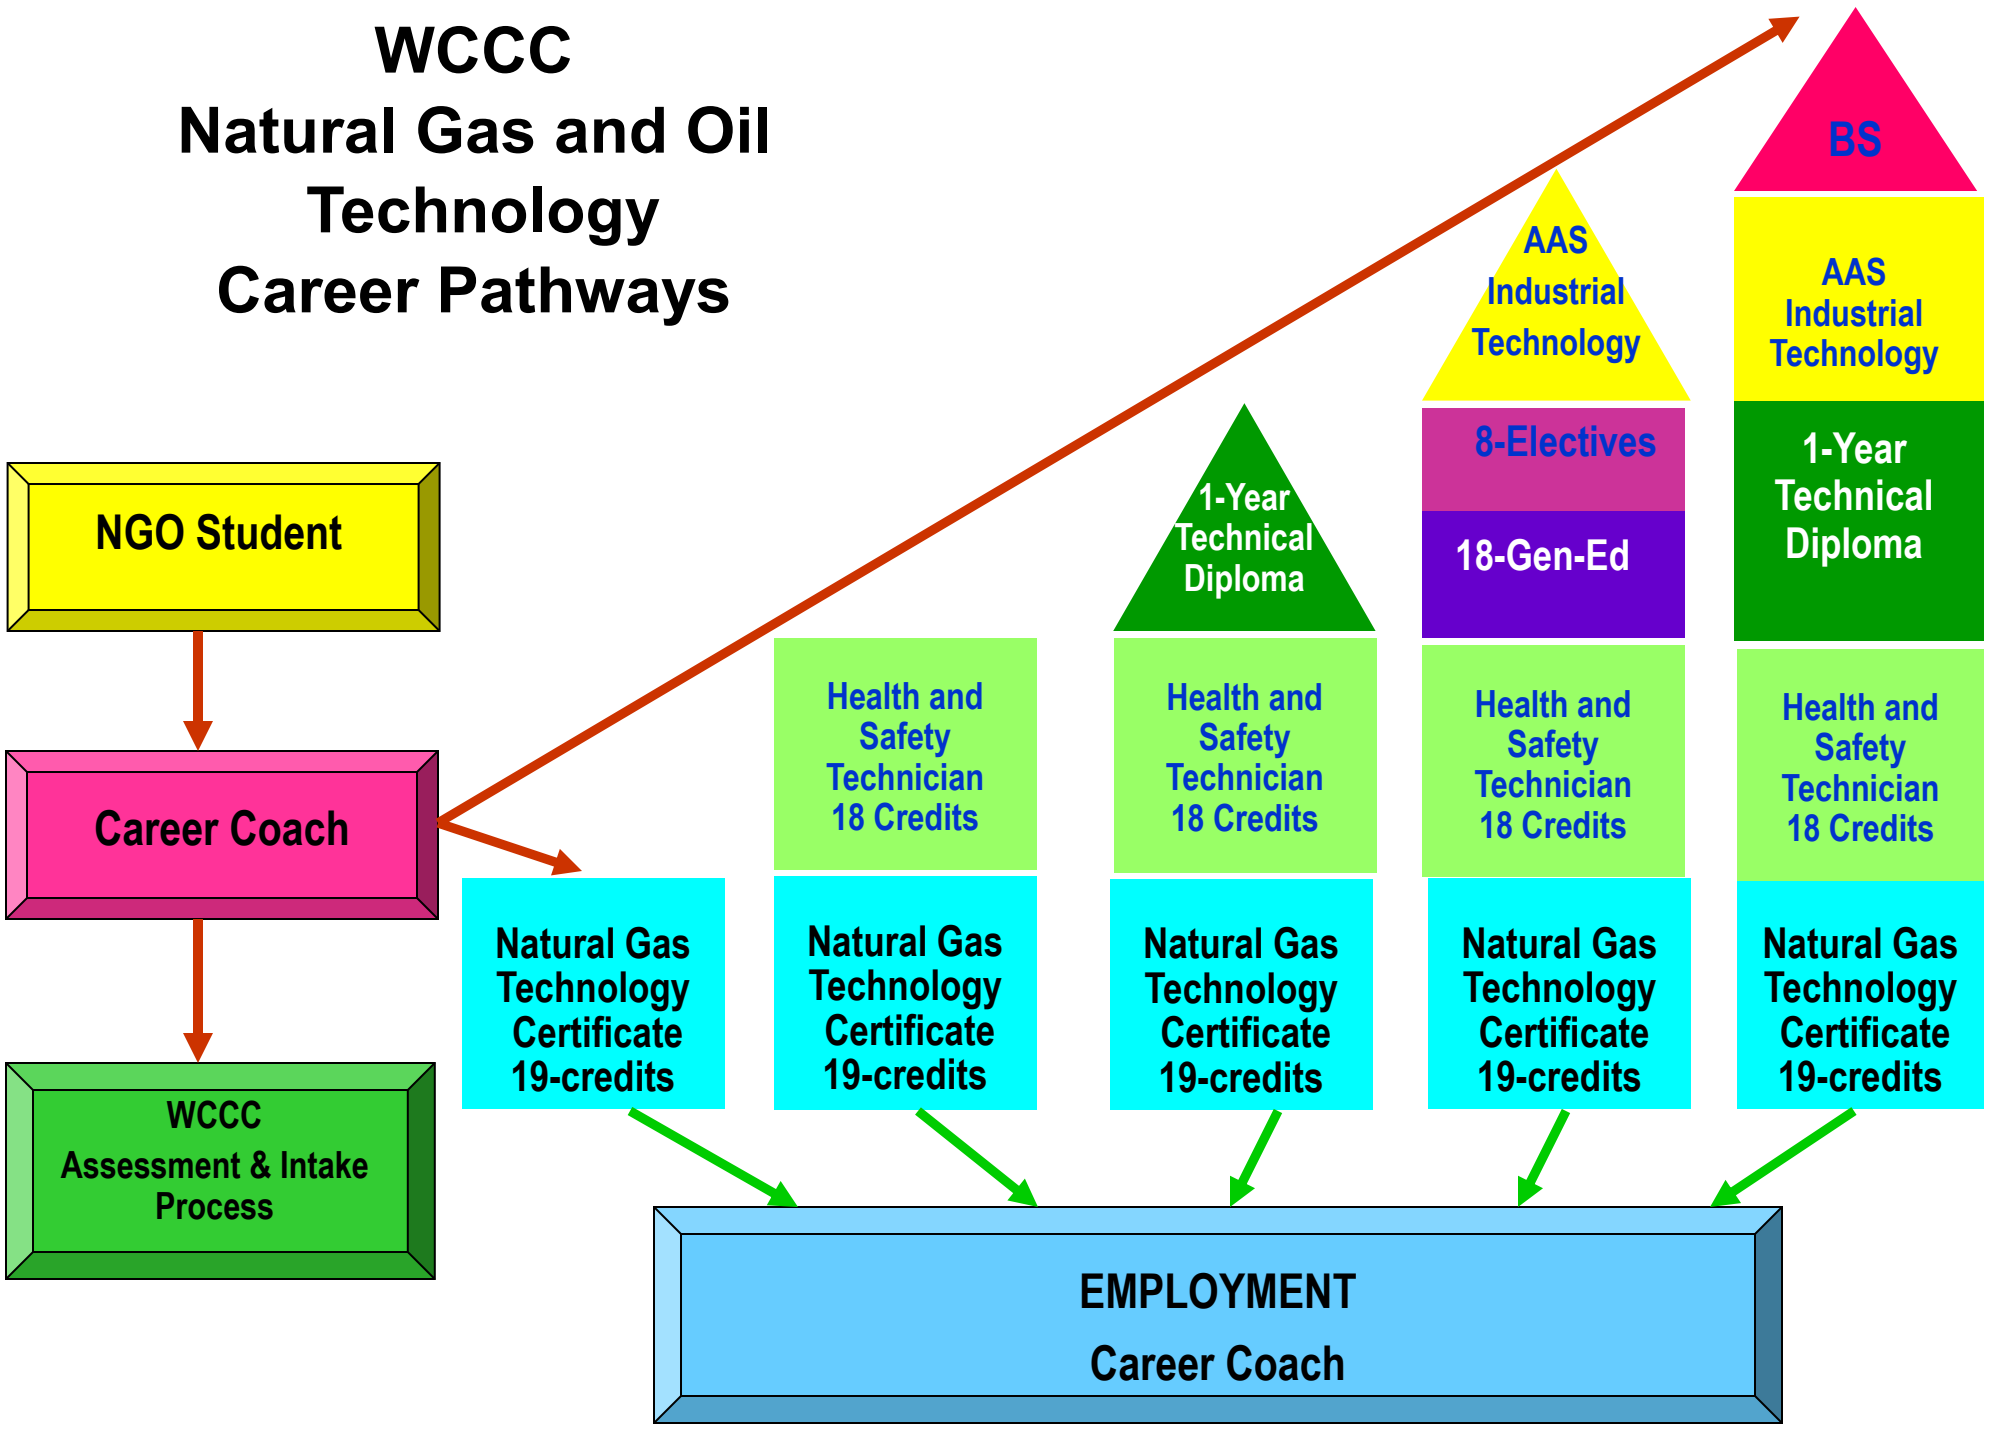 WCCC
Natural Gas and Oil
Technology
Career Pathways
NGO Student
Career Coach
WCCC
Assessment & Intake
Process
Natural Gas
Technology
Certificate
19-credits
Health and
Safety
Technician
18 Credits
Natural Gas
Technology
Certificate
19-credits
1-Year
Technical
Diploma
Health and
Safety
Technician
18 Credits
Natural Gas
Technology
Certificate
19-credits
AAS
Industrial
Technology
8-Electives
18-Gen-Ed
Health and
Safety
Technician
18 Credits
Natural Gas
Technology
Certificate
19-credits
BS
AAS
Industrial
Technology
1-Year
Technical
Diploma
Health and
Safety
Technician
18 Credits
Natural Gas
Technology
Certificate
19-credits
EMPLOYMENT
Career Coach